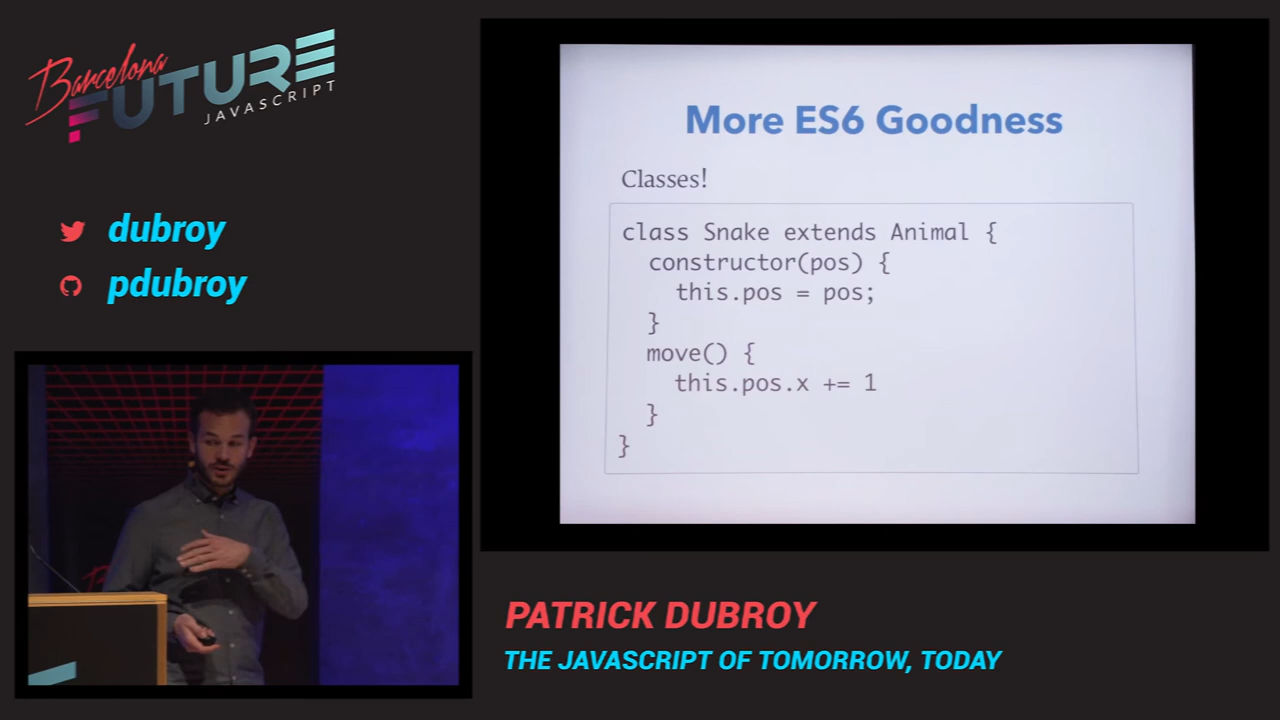 Barcelona
FUTURE
JAVASCRIPT
dubroy
pdubroy
More ES6 Goodness
Classes!
class Snake extends Animal {
constructor(pos) {
this.pos = pos;
}
move() {
this.pos.x += 1
}
}
PATRICK DUBROY
THE JAVASCRIPT OF TOMORROW, TODAY